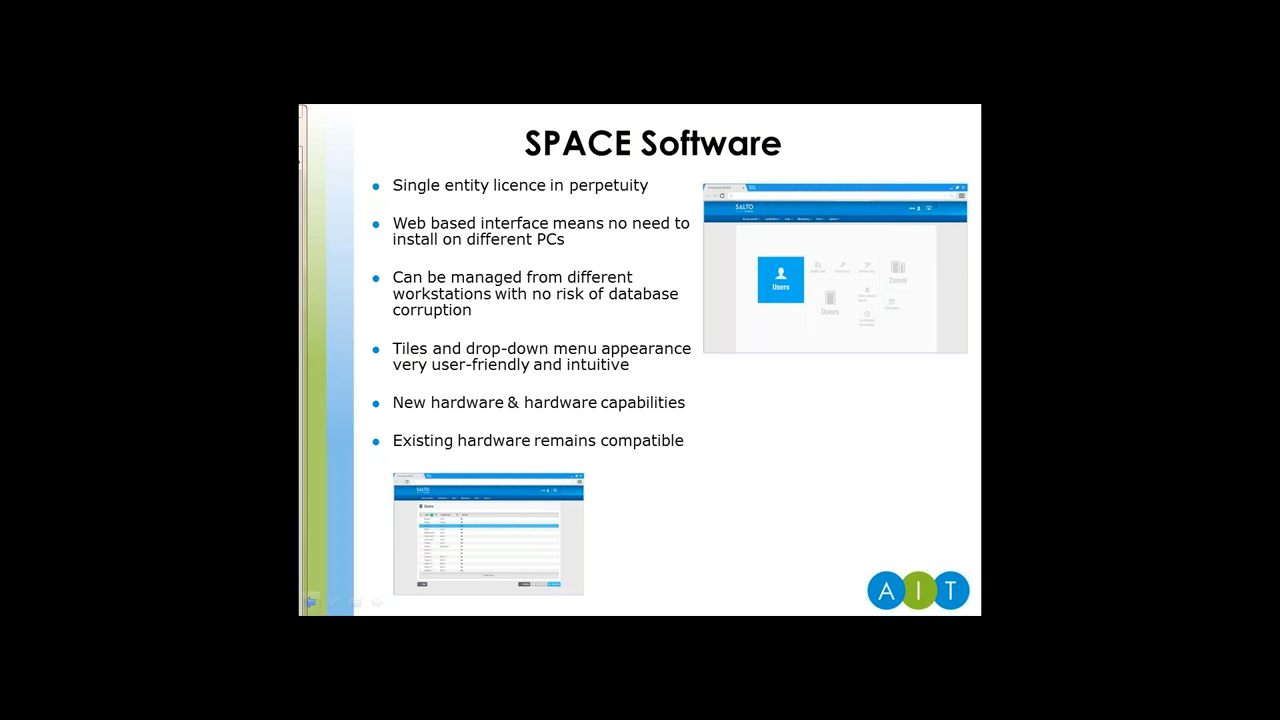 SPACE Software
Single entity licence in perpetuity
Web based interface means no need to
install on different PCs
Can be managed from different
workstations with no risk of database
corruption
Tiles and drop-down menu appearance
very user-friendly and intuitive
New hardware & hardware capabilities
Existing hardware remains compatible
SALTO
Users
Zones
Doors
SALTO
Users
A I T